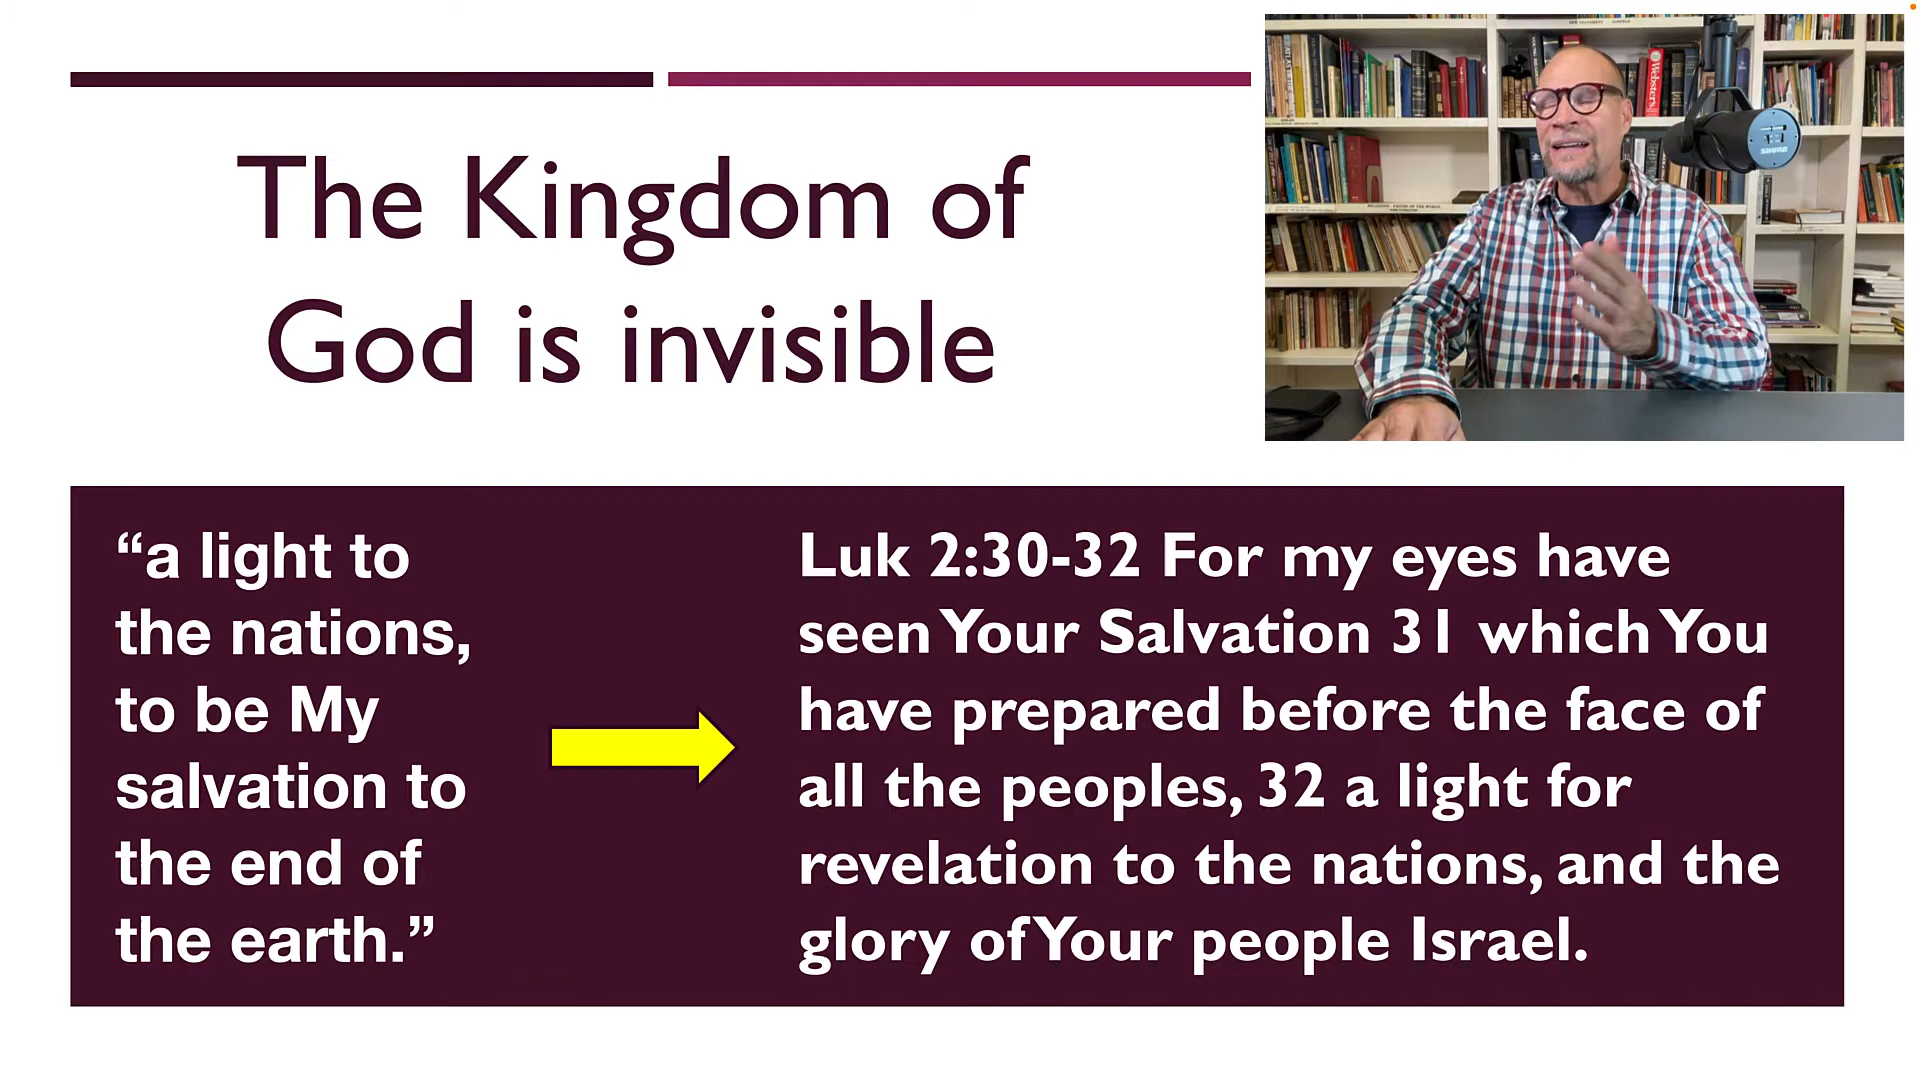 The Kingdom of
God is invisible
“a light to
the nations,
to be My
salvation to
the end of
the earth.”
Luk 2:30-32 For my eyes have
seen Your Salvation 31 which You
have prepared before the face of
all the peoples, 32 a light for
revelation to the nations, and the
glory of Your people Israel.
Webster's
SHURE